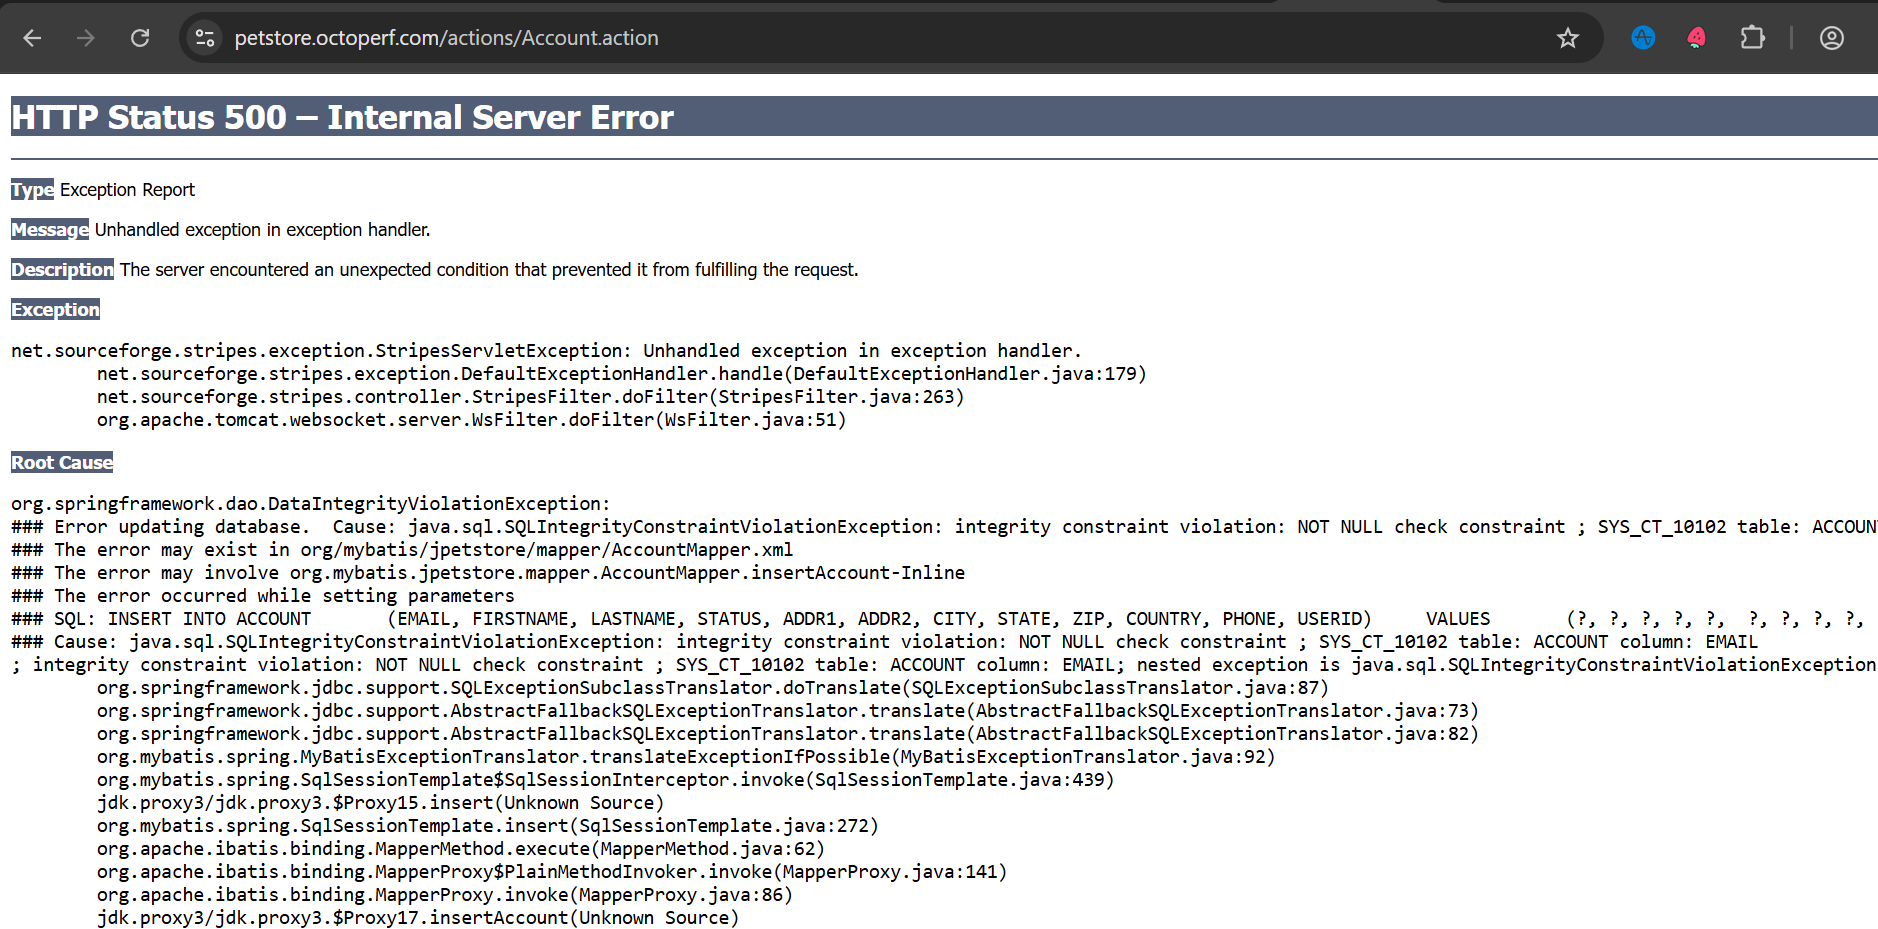 petstore.octoperf.com/actions/Account.action
HTTP Status 500 – Internal Server Error
Type Exception Report
Message Unhandled exception in exception handler.
Description The server encountered an unexpected condition that prevented it from fulfilling the request.
Exception
net.sourceforge.stripes.exception.StripesServletException: Unhandled exception in exception handler.
net.sourceforge.stripes.exception.DefaultExceptionHandler.handle(DefaultExceptionHandler.java:179)
net.sourceforge.stripes.controller.StripesFilter.doFilter(StripesFilter.java:263)
org.apache.tomcat.websocket.server.WsFilter.doFilter(WsFilter.java:51)
Root Cause
org.springframework.dao.DataIntegrityViolationException:
### Error updating database.  Cause: java.sql.SQLIntegrityConstraintViolationException: integrity constraint violation: NOT NULL check constraint ; SYS_CT_10102 table: ACCOUN
### The error may exist in org/mybatis/jpetstore/mapper/AccountMapper.xml
### The error may involve org.mybatis.jpetstore.mapper.AccountMapper.insertAccount-Inline
### The error occurred while setting parameters
### SQL: INSERT INTO ACCOUNT       (EMAIL, FIRSTNAME, LASTNAME, STATUS, ADDR1, ADDR2, CITY, STATE, ZIP, COUNTRY, PHONE, USERID)     VALUES       (?, ?, ?, ?, ?,  ?, ?, ?, ?,
### Cause: java.sql.SQLIntegrityConstraintViolationException: integrity constraint violation: NOT NULL check constraint ; SYS_CT_10102 table: ACCOUNT column: EMAIL
; integrity constraint violation: NOT NULL check constraint ; SYS_CT_10102 table: ACCOUNT column: EMAIL; nested exception is java.sql.SQLIntegrityConstraintViolationException
org.springframework.jdbc.support.SQLExceptionSubclassTranslator.doTranslate(SQLExceptionSubclassTranslator.java:87)
org.springframework.jdbc.support.AbstractFallbackSQLExceptionTranslator.translate(AbstractFallbackSQLExceptionTranslator.java:73)
org.springframework.jdbc.support.AbstractFallbackSQLExceptionTranslator.translate(AbstractFallbackSQLExceptionTranslator.java:82)
org.mybatis.spring.MyBatisExceptionTranslator.translateExceptionIfPossible(MyBatisExceptionTranslator.java:92)
org.mybatis.spring.SqlSessionTemplate$SqlSessionInterceptor.invoke(SqlSessionTemplate.java:439)
jdk.proxy3/jdk.proxy3.$Proxy15.insert(Unknown Source)
org.mybatis.spring.SqlSessionTemplate.insert(SqlSessionTemplate.java:272)
org.apache.ibatis.binding.MapperMethod.execute(MapperMethod.java:62)
org.apache.ibatis.binding.MapperProxy$PlainMethodInvoker.invoke(MapperProxy.java:141)
org.apache.ibatis.binding.MapperProxy.invoke(MapperProxy.java:86)
jdk.proxy3/jdk.proxy3.$Proxy17.insertAccount(Unknown Source)